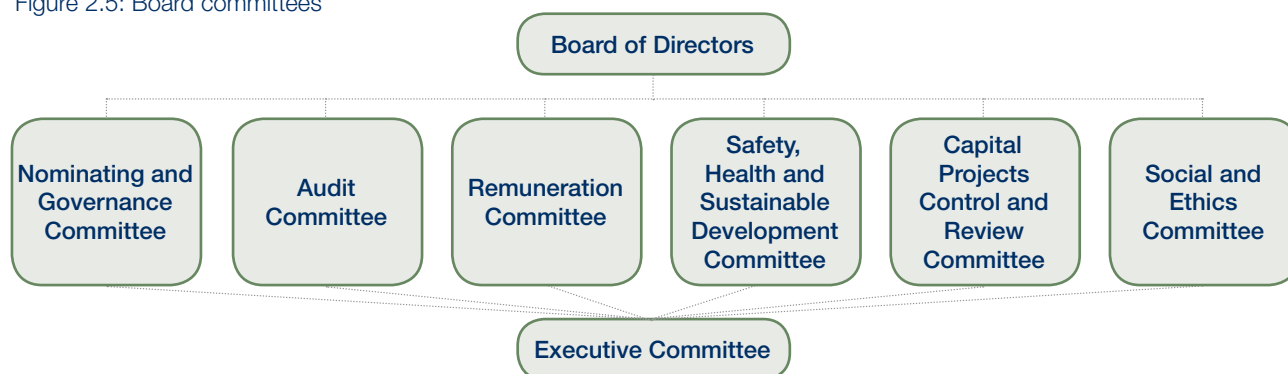 Figure 2.5: Board committees
Board of Directors
Nominating and
Governance
Committee
Audit
Committee
Remuneration
Committee
Safety,
Health and
Sustainable
Development
Committee
Capital
Projects
Control and
Review
Committee
Social and
Ethics
Committee
Executive Committee